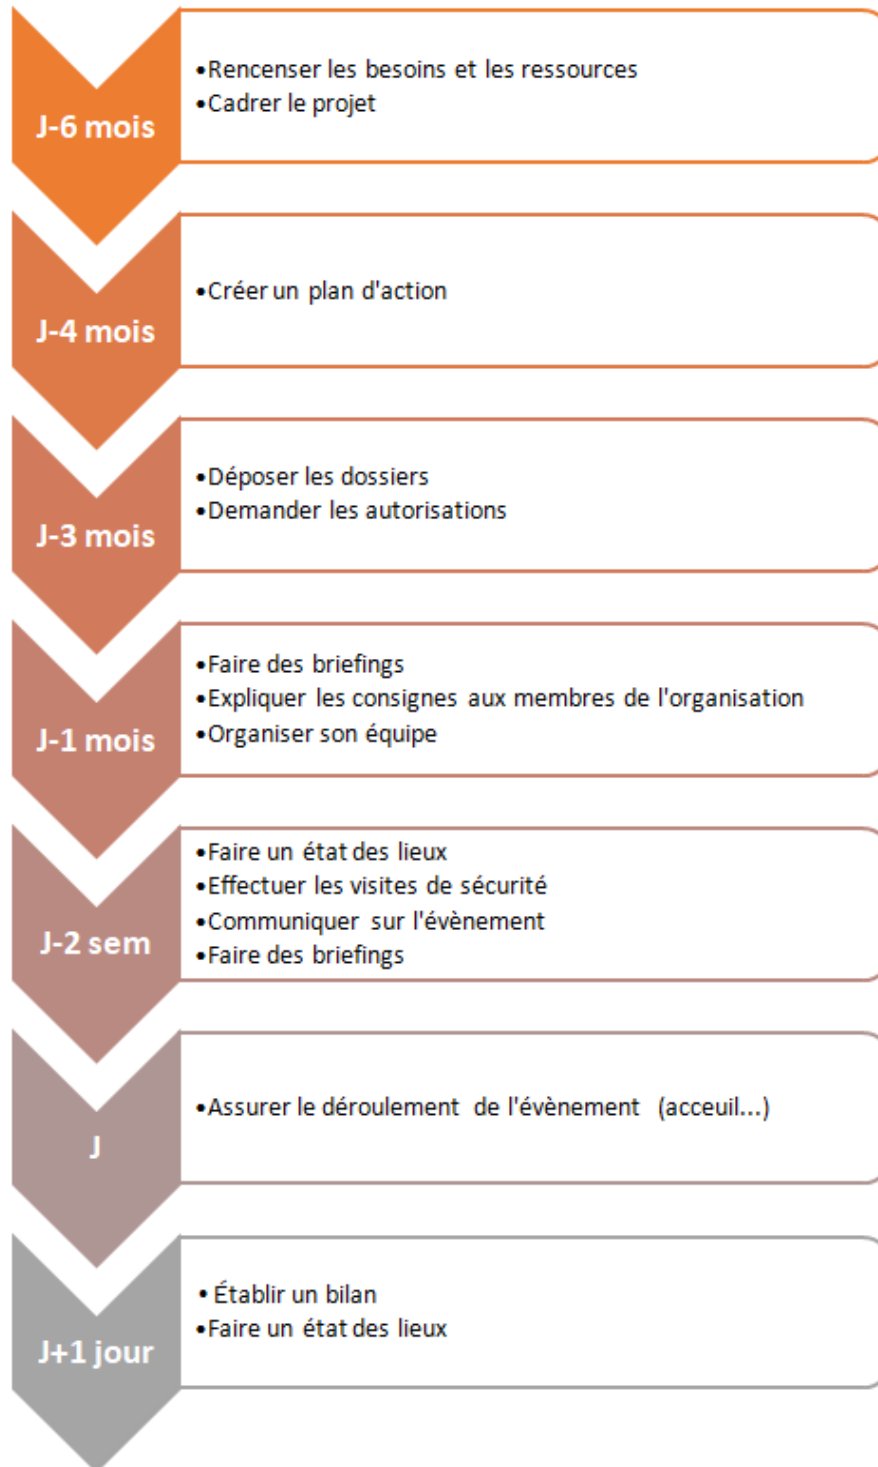 J-6 mois
•Rencenser les besoins et les ressources
•Cadrer le projet
J-4 mois
•Créer un plan d'action
J-3 mois
•Déposer les dossiers
•Demander les autorisations
J-1 mois
•Faire des briefings
•Expliquer les consignes aux membres de l'organisation
•Organiser son équipe
J-2 sem
•Faire un état des lieux
•Effectuer les visites de sécurité
•Communiquer sur l'évènement
•Faire des briefings
J
•Assurer le déroulement de l'évènement (acceuil...)
J+1 jour
• Établir un bilan
•Faire un état des lieux